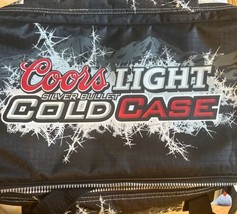 Coors LIGHT
SILVER BULLET
COLD CASE